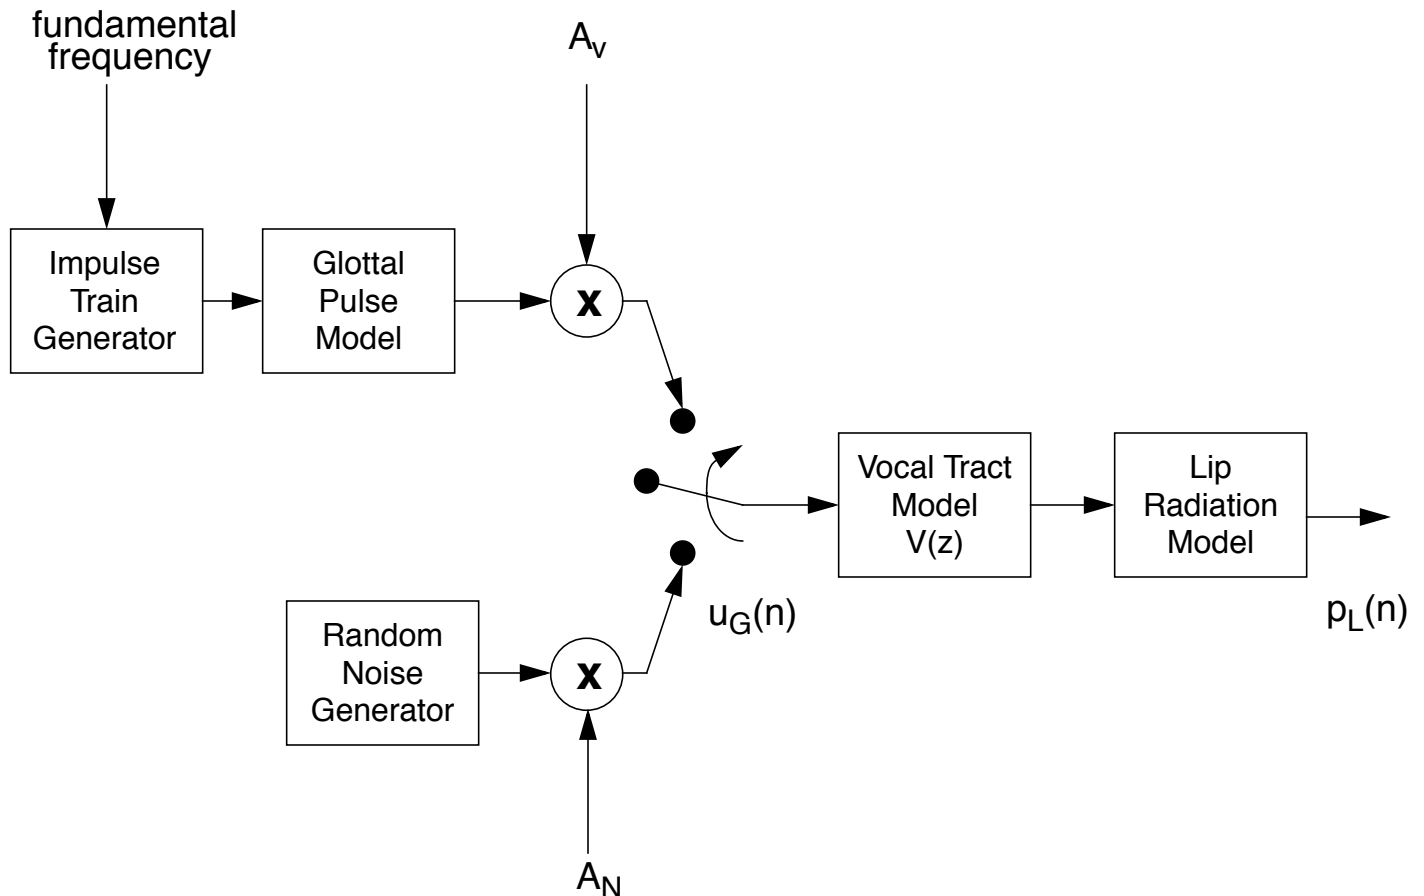 fundamental
frequency
A_v
Impulse
Train
Generator
Glottal
Pulse
Model
x
Vocal Tract
Model
V(z)
Lip
Radiation
Model
u_G(n)
p_L(n)
Random
Noise
Generator
x
A_N